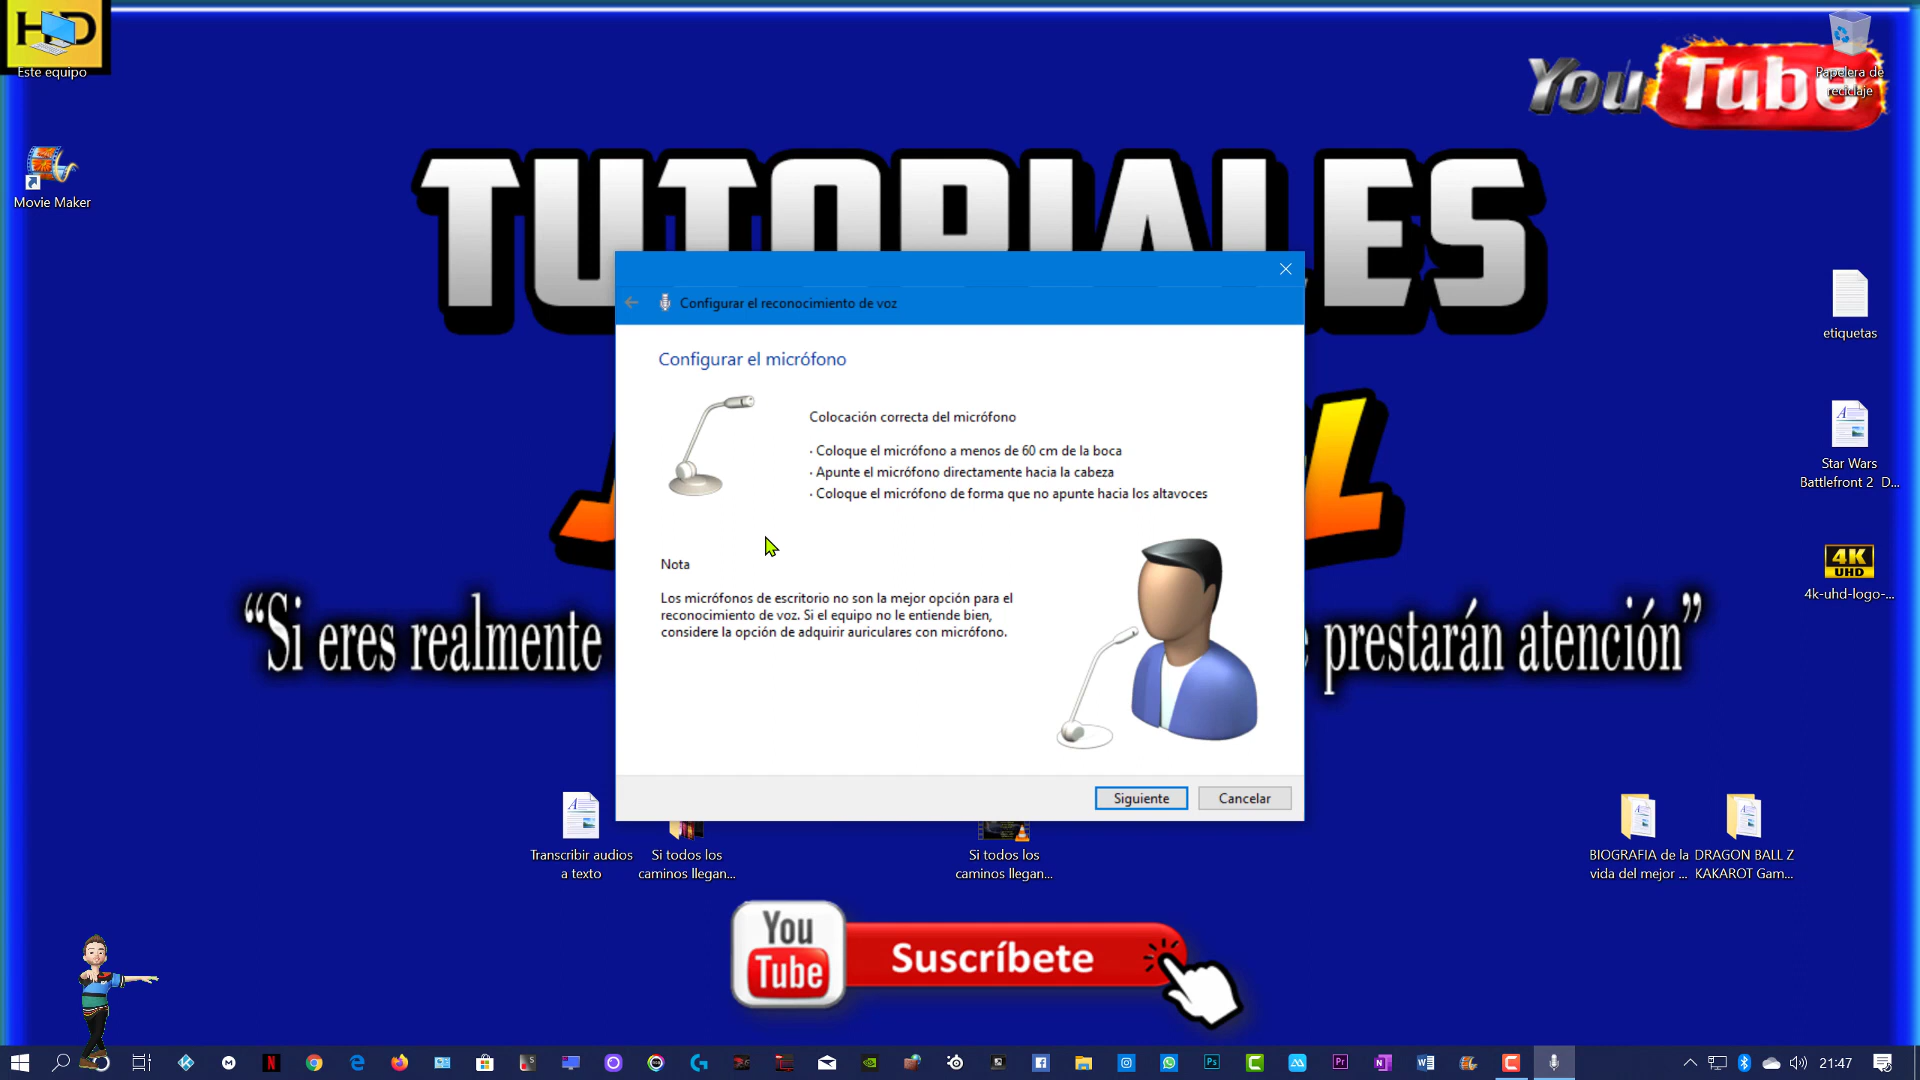 HD
Este equipo
You Tube
Papelera de
reciclaje
Movie Maker
TUTORIALES
etiquetas
Star Wars
Battlefront 2 D...
4K
UHD
4k-uhd-logo-...
Configurar el reconocimiento de voz
Configurar el micrófono
Colocación correcta del micrófono
· Coloque el micrófono a menos de 60 cm de la boca
· Apunte el micrófono directamente hacia la cabeza
· Coloque el micrófono de forma que no apunte hacia los altavoces
Nota
Los micrófonos de escritorio no son la mejor opción para el
reconocimiento de voz. Si el equipo no le entiende bien,
considere la opción de adquirir auriculares con micrófono.
Siguiente
Cancelar
“Si eres realmente
prestarán atención”
Transcribir audios
a texto
Si todos los
caminos llegan...
Si todos los
caminos llegan...
BIOGRAFIA de la
vida del mejor ...
DRAGON BALL Z
KAKAROT Gam...
You
Tube
Suscríbete
21:47